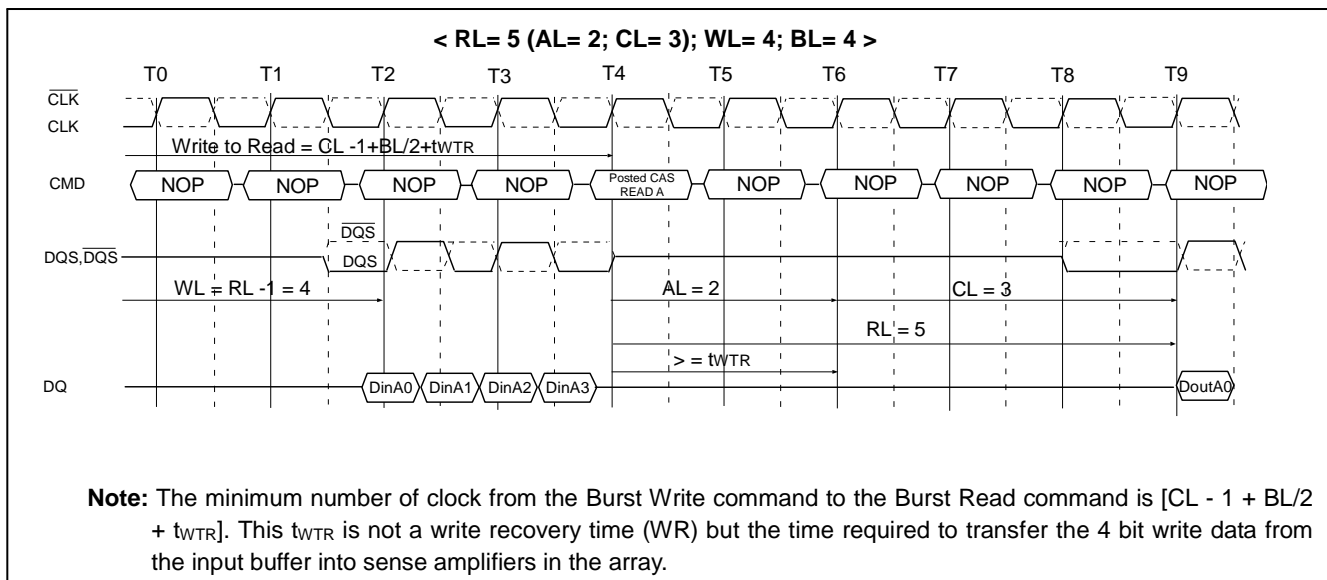 < RL= 5 (AL= 2; CL= 3); WL= 4; BL= 4 >
T0 T1 T2 T3 T4 T5 T6 T7 T8 T9
CLK
CLK
Write to Read = CL -1+BL/2+tWTR
CMD NOP NOP NOP NOP Posted CAS READ A NOP NOP NOP NOP NOP
DQS
DQS,DQS DQS
WL = RL -1 = 4 AL = 2 CL = 3
RL = 5
> = tWTR
DQ DinA0 DinA1 DinA2 DinA3 DoutA0
Note: The minimum number of clock from the Burst Write command to the Burst Read command is [CL - 1 + BL/2
+ tWTR]. This tWTR is not a write recovery time (WR) but the time required to transfer the 4 bit write data from
the input buffer into sense amplifiers in the array.